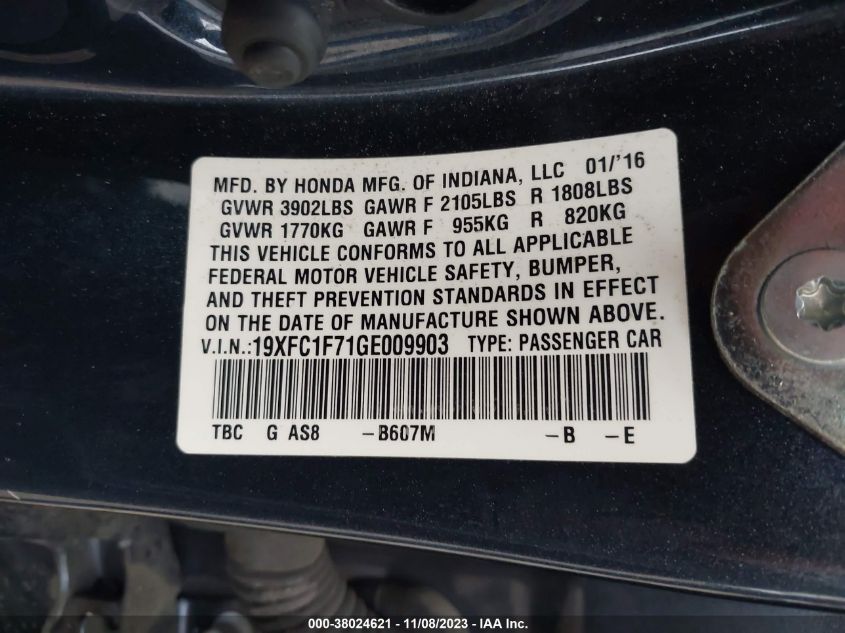 MFD. BY HONDA MFG. OF INDIANA, LLC 01/'16
GVWR 3902LBS GAWR F 2105LBS R 1808LBS
GVWR 1770KG GAWR F 955KG R 820KG
THIS VEHICLE CONFORMS TO ALL APPLICABLE
FEDERAL MOTOR VEHICLE SAFETY, BUMPER,
AND THEFT PREVENTION STANDARDS IN EFFECT
ON THE DATE OF MANUFACTURE SHOWN ABOVE.
V.I.N.:19XFC1F71GE009903 TYPE: PASSENGER CAR
TBC G AS8 -B607M -B -E
000-38024621 - 11/08/2023 - IAA Inc.